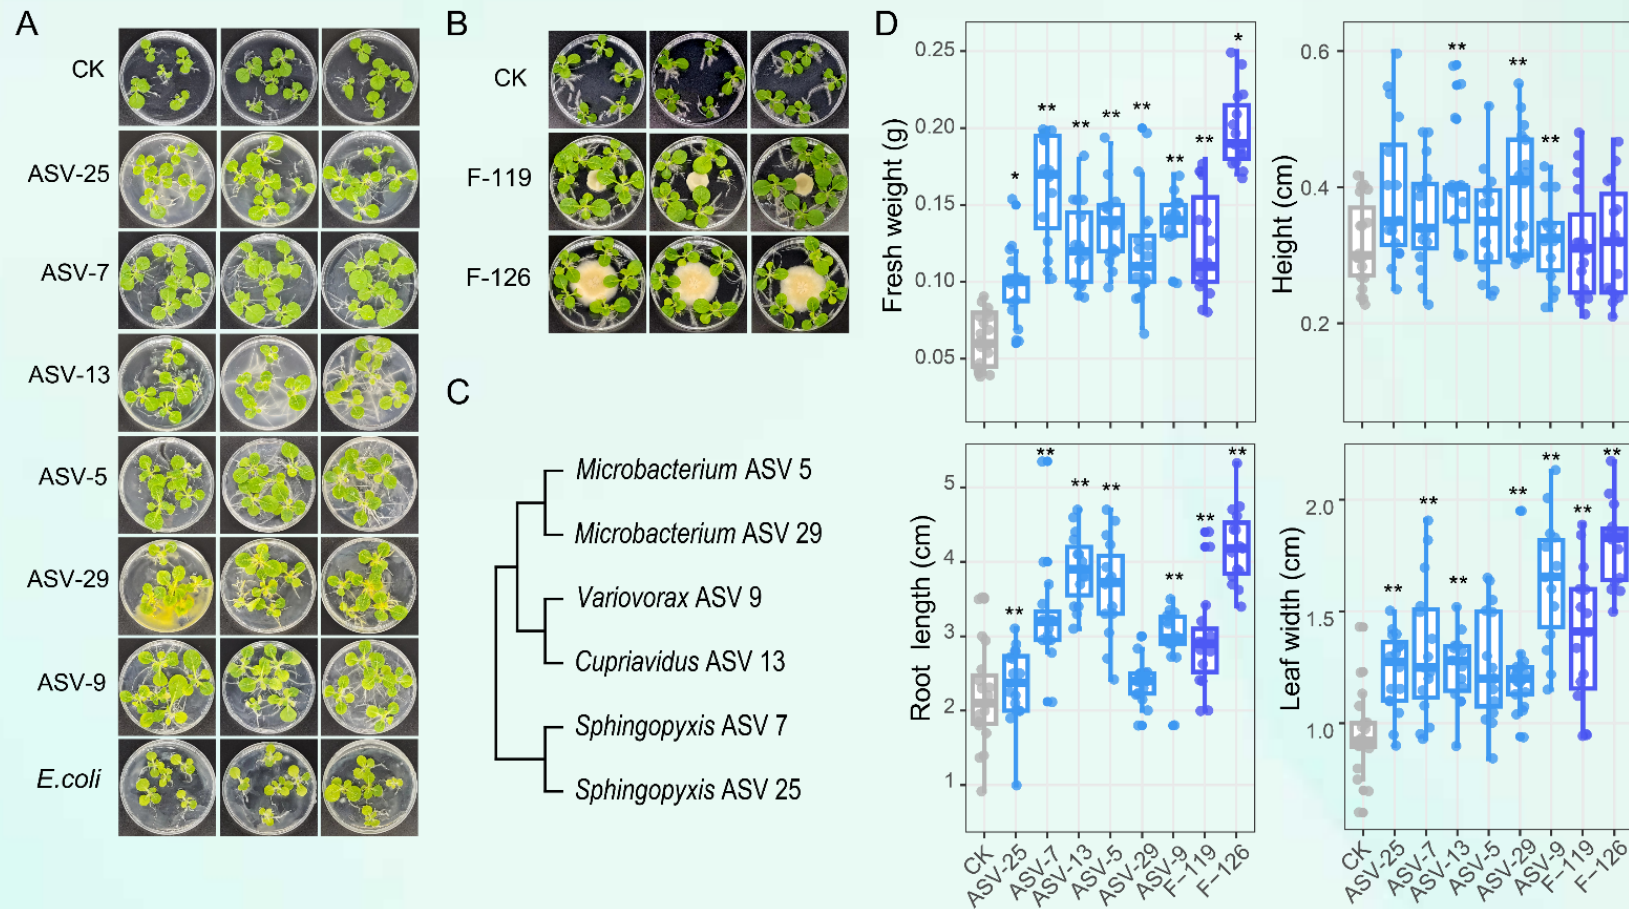 A
CK
ASV-25
ASV-7
ASV-13
ASV-5
ASV-29
ASV-9
E.coli
B
CK
F-119
F-126
C
Microbacterium ASV 5
Microbacterium ASV 29
Variovorax ASV 9
Cupriavidus ASV 13
Sphingopyxis ASV 7
Sphingopyxis ASV 25
D
Fresh weight (g)
0.25
0.20
0.15
0.10
0.05
*
**
**
**
**
**
**
*
Height (cm)
0.6
0.4
0.2
**
**
**
Root length (cm)
5
4
3
2
1
**
**
**
**
**
**
**
CK
ASV-25
ASV-7
ASV-13
ASV-5
ASV-29
ASV-9
F-119
F-126
Leaf width (cm)
2.0
1.5
1.0
**
**
**
**
**
**
**
CK
ASV-25
ASV-7
ASV-13
ASV-5
ASV-29
ASV-9
F-119
F-126